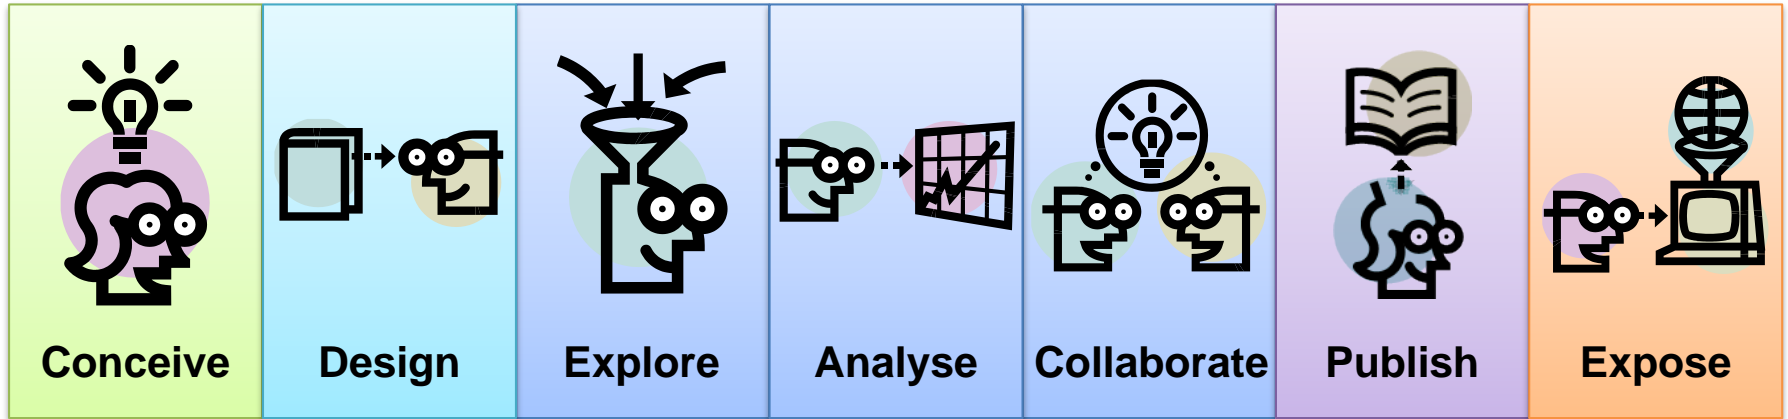 Conceive
Design
Explore
Analyse
Collaborate
Publish
Expose